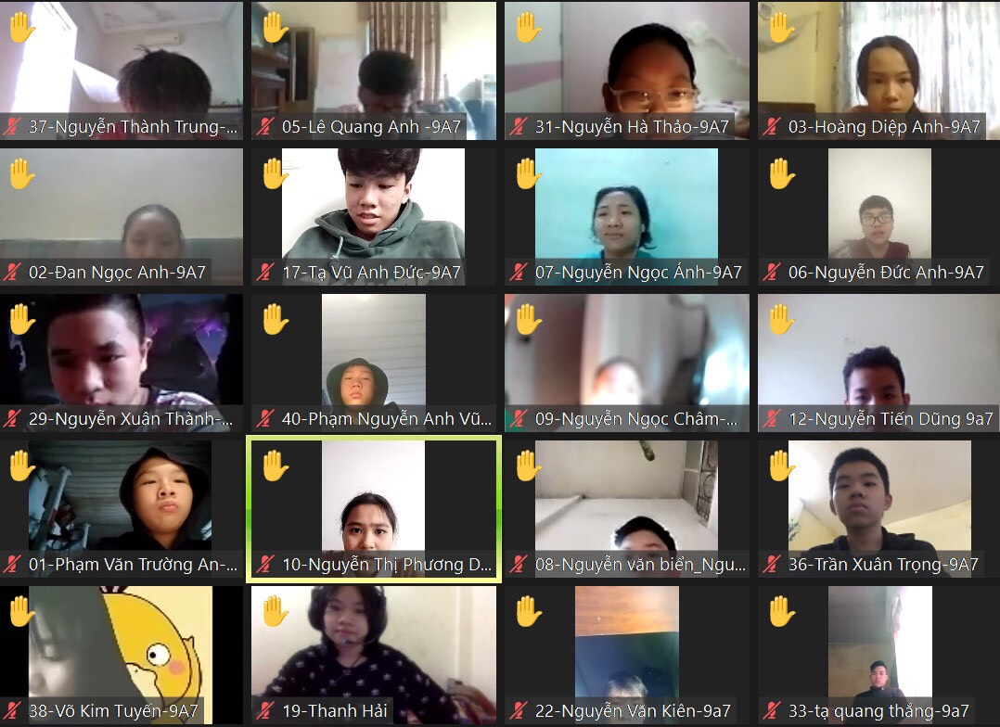 37-Nguyễn Thành Trung-...
05-Lê Quang Anh -9A7
31-Nguyễn Hà Thảo-9A7
03-Hoàng Diệp Anh-9A7
02-Đan Ngọc Anh-9A7
17-Tạ Vũ Anh Đức-9A7
07-Nguyễn Ngọc Ánh-9A7
06-Nguyễn Đức Anh-9A7
29-Nguyễn Xuân Thành-...
40-Phạm Nguyễn Anh Vũ...
09-Nguyễn Ngọc Châm-...
12-Nguyễn Tiến Dũng 9a7
01-Phạm Văn Trường An-...
10-Nguyễn Thị Phương D...
08-Nguyễn văn biển_Ngu...
36-Trần Xuân Trọng-9A7
38-Võ Kim Tuyến-9A7
19-Thanh Hải
22-Nguyễn Văn Kiên-9a7
33-tạ quang thắng-9a7